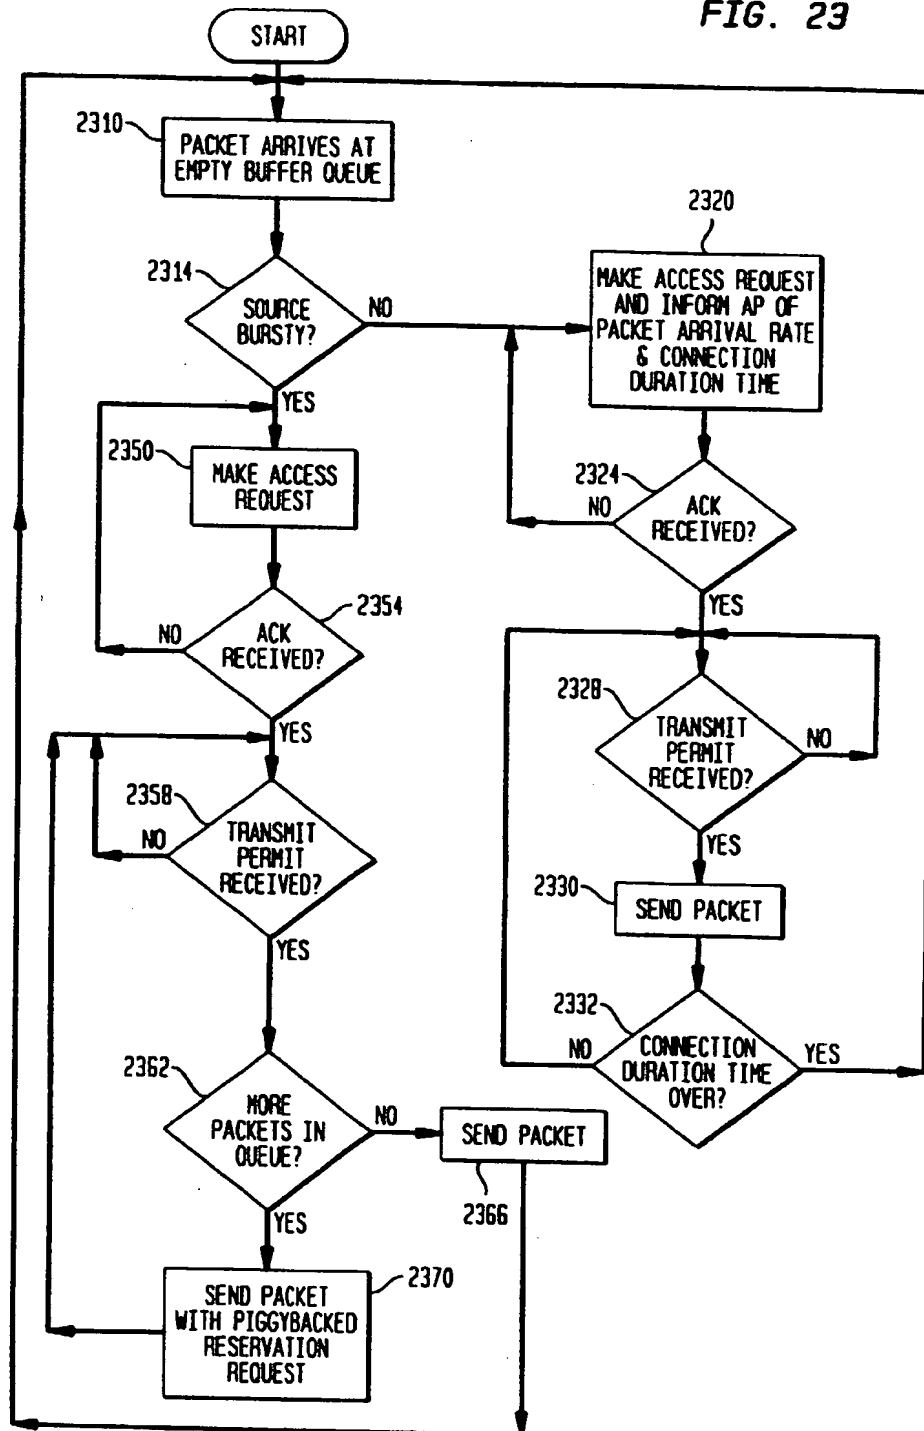 FIG. 23
START
2310
PACKET ARRIVES AT
EMPTY BUFFER QUEUE
2314
SOURCE
BURSTY?
NO
YES
2320
MAKE ACCESS REQUEST
AND INFORM AP OF
PACKET ARRIVAL RATE
& CONNECTION
DURATION TIME
2324
ACK
RECEIVED?
NO
YES
2328
TRANSMIT
PERMIT
RECEIVED?
NO
YES
2330
SEND PACKET
2332
CONNECTION
DURATION TIME
OVER?
NO
YES
2350
MAKE ACCESS
REQUEST
2354
ACK
RECEIVED?
NO
YES
2358
TRANSMIT
PERMIT
RECEIVED?
NO
YES
2362
MORE
PACKETS IN
QUEUE?
NO
YES
SEND PACKET
2366
2370
SEND PACKET
WITH PIGGYBACKED
RESERVATION
REQUEST